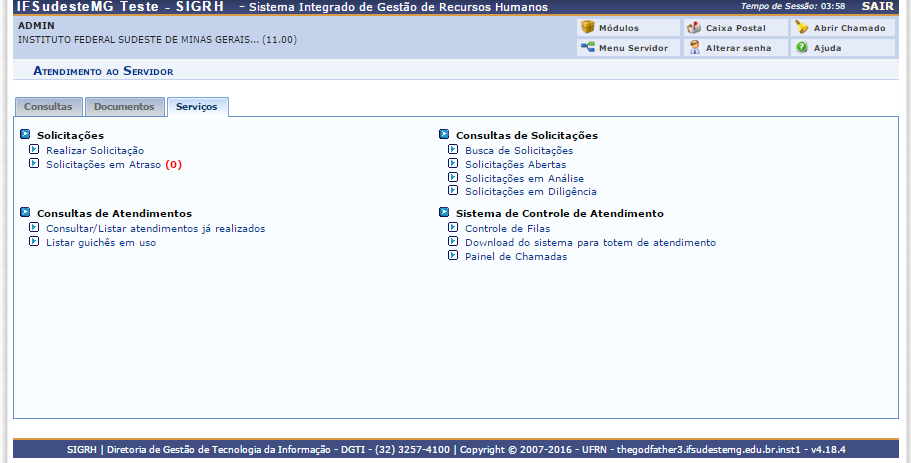 IFSudesteMG Teste - SIGRH - Sistema Integrado de Gestão de Recursos Humanos
Tempo de Sessão: 03:58 SAIR
ADMIN
INSTITUTO FEDERAL SUDESTE DE MINAS GERAIS... (11.00)
Módulos Caixa Postal Abrir Chamado
Menu Servidor Alterar senha Ajuda
Atendimento ao Servidor
Consultas Documentos Serviços
Solicitações
Realizar Solicitação
Solicitações em Atraso (0)
Consultas de Solicitações
Busca de Solicitações
Solicitações Abertas
Solicitações em Análise
Solicitações em Diligência
Consultas de Atendimentos
Consultar/Listar atendimentos já realizados
Listar guichês em uso
Sistema de Controle de Atendimento
Controle de Filas
Download do sistema para totem de atendimento
Painel de Chamadas
SIGRH | Diretoria de Gestão de Tecnologia da Informação - DGTI - (32) 3257-4100 | Copyright © 2007-2016 - UFRN - thegodfather3.ifsudestemg.edu.br.inst1 - v4.18.4